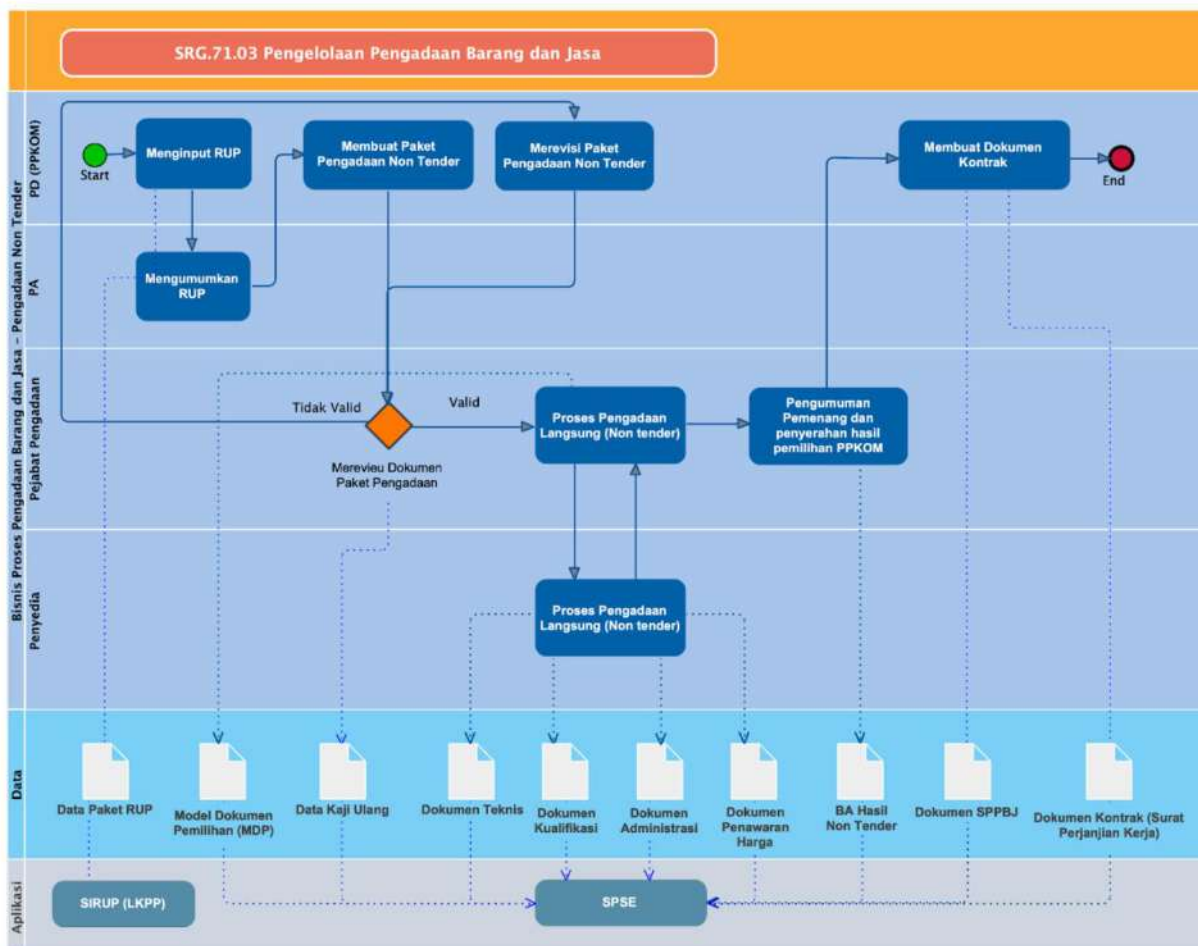 SRG.71.03 Pengelolaan Pengadaan Barang dan Jasa
Bisnis Proses Pengadaan Barang dan Jasa - Pengadaan Non Tender
PD (PPKOM)
Start
Menginput RUP
Membuat Paket
Pengadaan Non Tender
Merevisi Paket
Pengadaan Non Tender
Membuat Dokumen
Kontrak
End
PA
Mengumumkan
RUP
Pejabat Pengadaan
Tidak Valid
Valid
Merevieu Dokumen
Paket Pengadaan
Proses Pengadaan
Langsung (Non tender)
Pengumuman
Pemenang dan
penyerahan hasil
pemilihan PPKOM
Penyedia
Proses Pengadaan
Langsung (Non tender)
Data
Data Paket RUP
Model Dokumen
Pemilihan (MDP)
Data Kaji Ulang
Dokumen Teknis
Dokumen
Kualifikasi
Dokumen
Administrasi
Dokumen
Penawaran
Harga
BA Hasil
Non Tender
Dokumen SPPBJ
Dokumen Kontrak (Surat
Perjanjian Kerja)
Aplikasi
SIRUP (LKPP)
SPSE